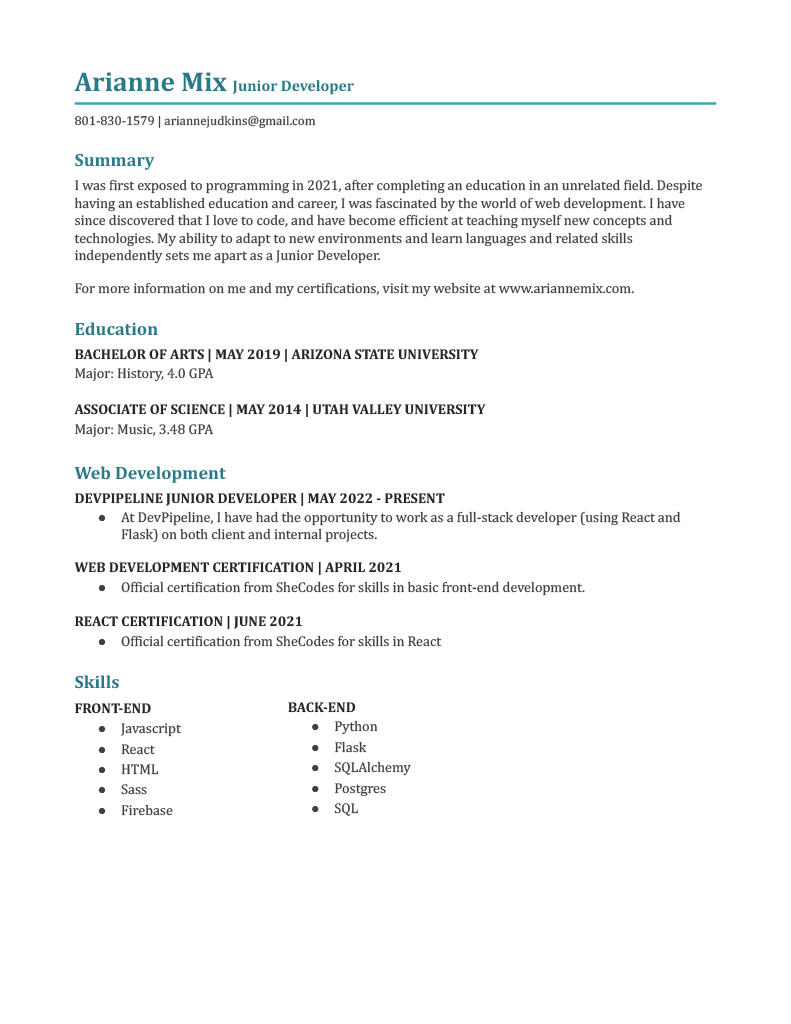 Arianne Mix Junior Developer
801-830-1579 | ariannejudkins@gmail.com
Summary
I was first exposed to programming in 2021, after completing an education in an unrelated field. Despite
having an established education and career, I was fascinated by the world of web development. I have
since discovered that I love to code, and have become efficient at teaching myself new concepts and
technologies. My ability to adapt to new environments and learn languages and related skills
independently sets me apart as a Junior Developer.
For more information on me and my certifications, visit my website at www.ariannemix.com.
Education
BACHELOR OF ARTS | MAY 2019 | ARIZONA STATE UNIVERSITY
Major: History, 4.0 GPA
ASSOCIATE OF SCIENCE | MAY 2014 | UTAH VALLEY UNIVERSITY
Major: Music, 3.48 GPA
Web Development
DEVPIPELINE JUNIOR DEVELOPER | MAY 2022 - PRESENT
● At DevPipeline, I have had the opportunity to work as a full-stack developer (using React and
Flask) on both client and internal projects.
WEB DEVELOPMENT CERTIFICATION | APRIL 2021
● Official certification from SheCodes for skills in basic front-end development.
REACT CERTIFICATION | JUNE 2021
● Official certification from SheCodes for skills in React
Skills
FRONT-END
● Javascript
● React
● HTML
● Sass
● Firebase
BACK-END
● Python
● Flask
● SQLAlchemy
● Postgres
● SQL